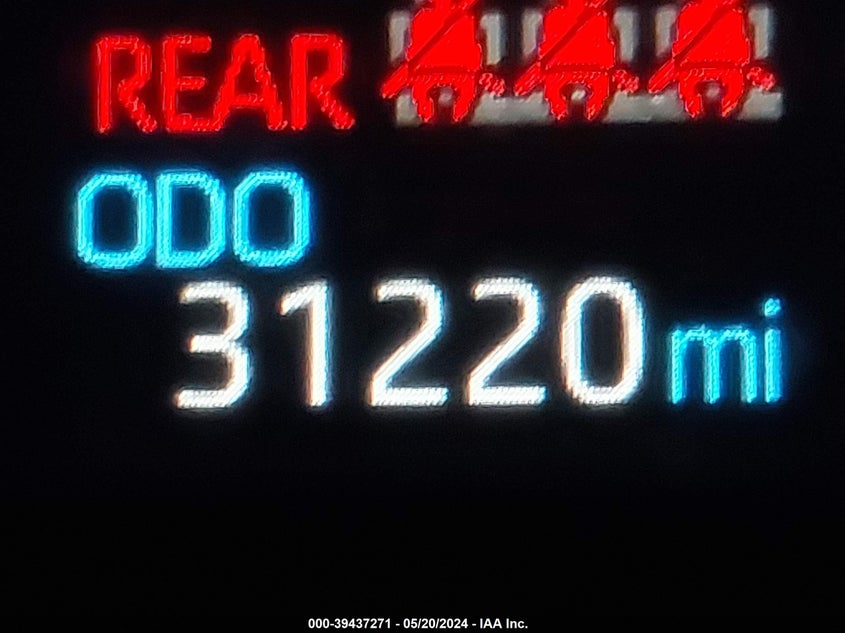 REAR
ODO
31220 mi
000-39437271 - 05/20/2024 - IAA Inc.